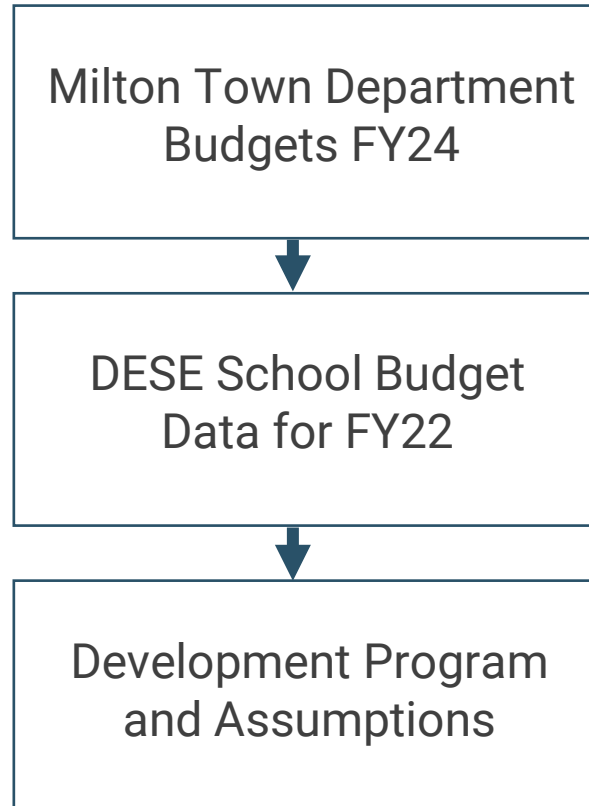 Milton Town Department
Budgets FY24
DESE School Budget
Data for FY22
Development Program
and Assumptions